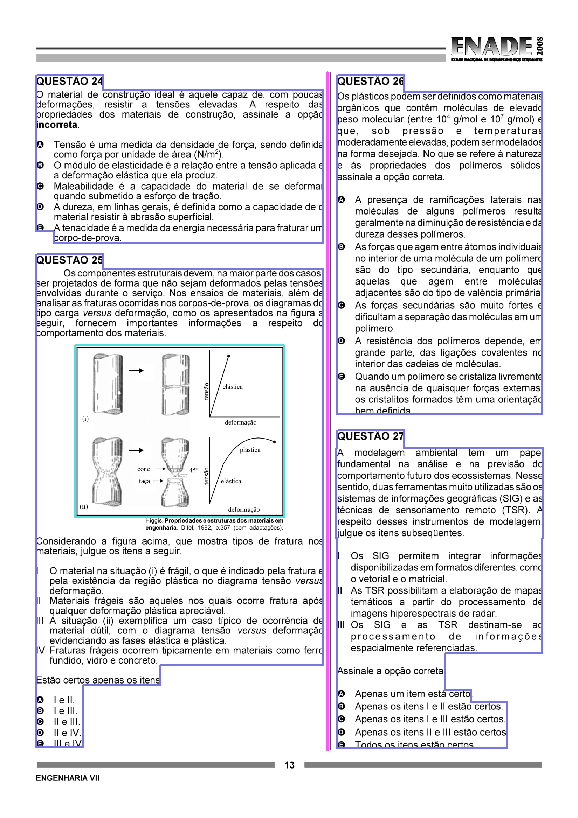 ENADE 2008
EXAME NACIONAL DE DESEMPENHO DOS ESTUDANTES
QUESTÃO 24
O material de construção ideal é aquele capaz de, com poucas
deformações, resistir a tensões elevadas. A respeito das
propriedades dos materiais de construção, assinale a opção
incorreta.
A Tensão é uma medida da densidade de força, sendo definida
como força por unidade de área (N/m²).
B O módulo de elasticidade é a relação entre a tensão aplicada e
a deformação elástica que ela produz.
C Maleabilidade é a capacidade do material de se deformar
quando submetido a esforço de tração.
D A dureza, em linhas gerais, é definida como a capacidade de o
material resistir à abrasão superficial.
E A tenacidade é a medida da energia necessária para fraturar um
corpo-de-prova.
QUESTÃO 25
Os componentes estruturais devem, na maior parte dos casos,
ser projetados de forma que não sejam deformados pelas tensões
envolvidas durante o serviço. Nos ensaios de materiais, além de
analisar as fraturas ocorridas nos corpos-de-prova, os diagramas do
tipo carga versus deformação, como os apresentados na figura a
seguir, fornecem importantes informações a respeito do
comportamento dos materiais.
tensão
elástica
deformação
(i)
cone
taça
tensão
plástica
elástica
deformação
(ii)
Higgis. Propriedades e estruturas dos materiais em
engenharia. Difel, 1982, p.357 (com adaptações).
Considerando a figura acima, que mostra tipos de fratura nos
materiais, julgue os itens a seguir.
I O material na situação (i) é frágil, o que é indicado pela fratura e
pela existência da região plástica no diagrama tensão versus
deformação.
II Materiais frágeis são aqueles nos quais ocorre fratura após
qualquer deformação plástica apreciável.
III A situação (ii) exemplifica um caso típico de ocorrência de
material dútil, com o diagrama tensão versus deformação
evidenciando as fases elástica e plástica.
IV Fraturas frágeis ocorrem tipicamente em materiais como ferro
fundido, vidro e concreto.
Estão certos apenas os itens
A I e II.
B I e III.
C II e III.
D II e IV.
E III e IV.
QUESTÃO 26
Os plásticos podem ser definidos como materiais
orgânicos que contêm moléculas de elevado
peso molecular (entre 10⁴ g/mol e 10⁷ g/mol) e
que, sob pressão e temperaturas
moderadamente elevadas, podem ser modelados
na forma desejada. No que se refere à natureza
e às propriedades dos polímeros sólidos,
assinale a opção correta.
A A presença de ramificações laterais nas
moléculas de alguns polímeros resulta
geralmente na diminuição de resistência e da
dureza desses polímeros.
B As forças que agem entre átomos individuais
no interior de uma molécula de um polímero
são do tipo secundária, enquanto que
aquelas que agem entre moléculas
adjacentes são do tipo de valência primária.
C As forças secundárias são muito fortes e
dificultam a separação das moléculas em um
polímero.
D A resistência dos polímeros depende, em
grande parte, das ligações covalentes no
interior das cadeias de moléculas.
E Quando um polímero se cristaliza livremente
na ausência de quaisquer forças externas,
os cristalitos formados têm uma orientação
bem definida.
QUESTÃO 27
A modelagem ambiental tem um papel
fundamental na análise e na previsão do
comportamento futuro dos ecossistemas. Nesse
sentido, duas ferramentas muito utilizadas são os
sistemas de informações geográficas (SIG) e as
técnicas de sensoriamento remoto (TSR). A
respeito desses instrumentos de modelagem,
julgue os itens subseqüentes.
I Os SIG permitem integrar informações
disponibilizadas em formatos diferentes, como
o vetorial e o matricial.
II As TSR possibilitam a elaboração de mapas
temáticos a partir do processamento de
imagens hiperespectrais de radar.
III Os SIG e as TSR destinam-se ao
processamento de informações
espacialmente referenciadas.
Assinale a opção correta.
A Apenas um item está certo.
B Apenas os itens I e II estão certos.
C Apenas os itens I e III estão certos.
D Apenas os itens II e III estão certos.
E Todos os itens estão certos.
13
ENGENHARIA VII